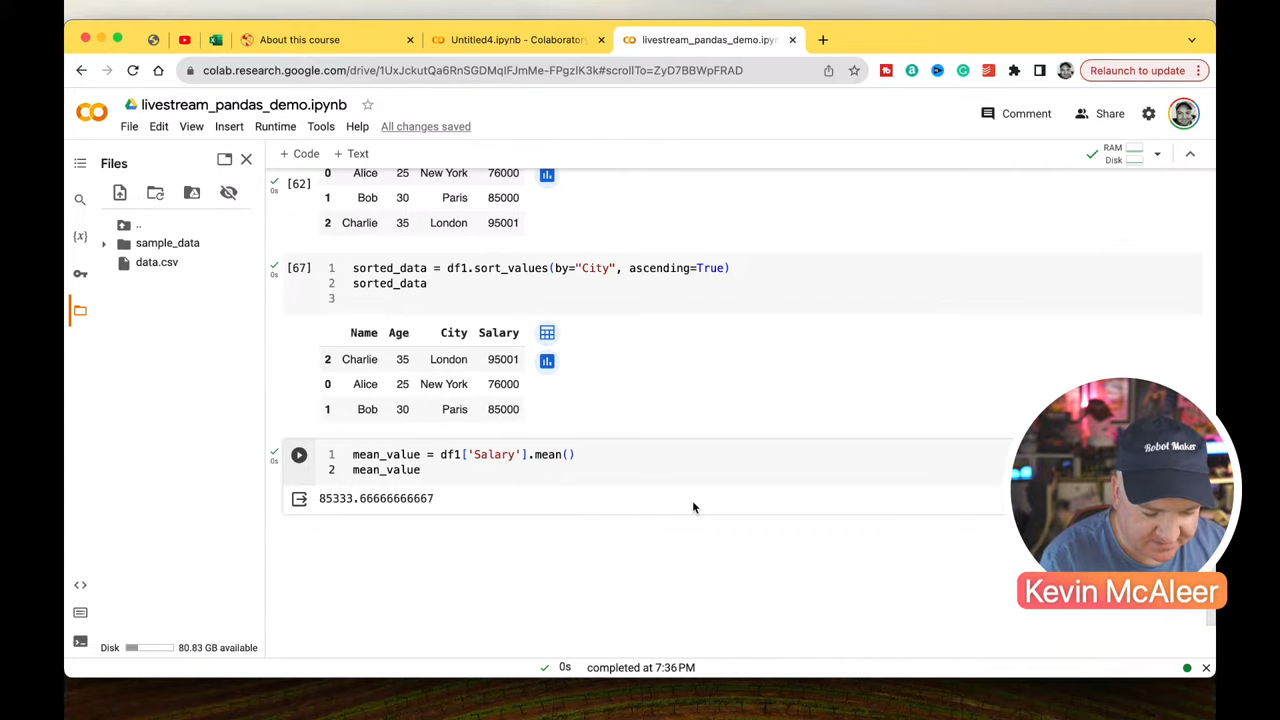 About this course
Untitled4.ipynb - Colaboratory
livestream_pandas_demo.ipyn
colab.research.google.com/drive/1UxJckutQa6RnSGDMqIFJmMe-FPgzlK3k#scrollTo=ZyD7BBWpFRAD
Relaunch to update
livestream_pandas_demo.ipynb
File Edit View Insert Runtime Tools Help All changes saved
Comment
Share
Files
+ Code + Text
RAM
Disk
..
sample_data
data.csv
[62]
0 Alice 25 New York 76000
1 Bob 30 Paris 85000
2 Charlie 35 London 95001
[67]
1 sorted_data = df1.sort_values(by="City", ascending=True)
2 sorted_data
3
Name Age City Salary
2 Charlie 35 London 95001
0 Alice 25 New York 76000
1 Bob 30 Paris 85000
1 mean_value = df1['Salary'].mean()
2 mean_value
85333.66666666667
Robot Maker
Kevin McAleer
Disk 80.83 GB available
0s completed at 7:36 PM